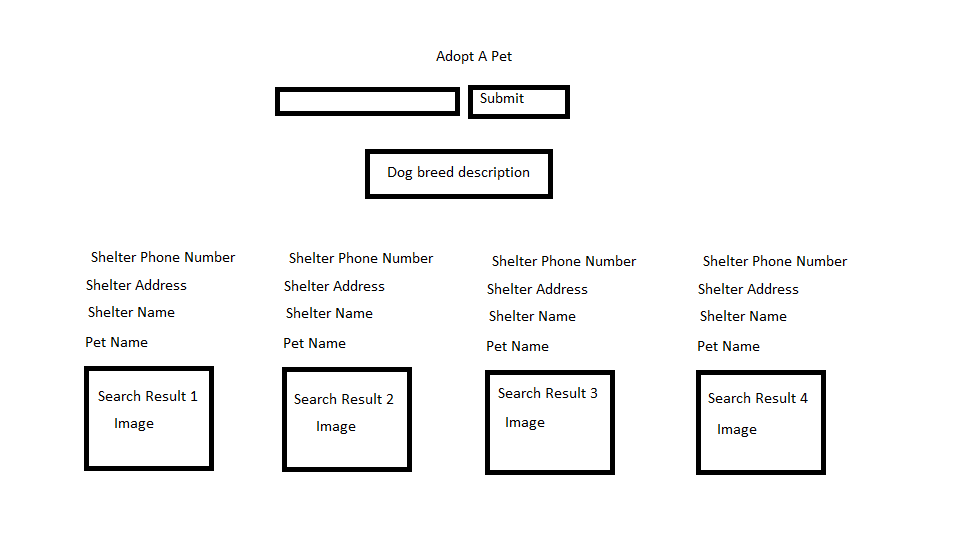 Adopt A Pet
Submit
Dog breed description
Shelter Phone Number
Shelter Address
Shelter Name
Pet Name
Search Result 1
Image
Shelter Phone Number
Shelter Address
Shelter Name
Pet Name
Search Result 2
Image
Shelter Phone Number
Shelter Address
Shelter Name
Pet Name
Search Result 3
Image
Shelter Phone Number
Shelter Address
Shelter Name
Pet Name
Search Result 4
Image